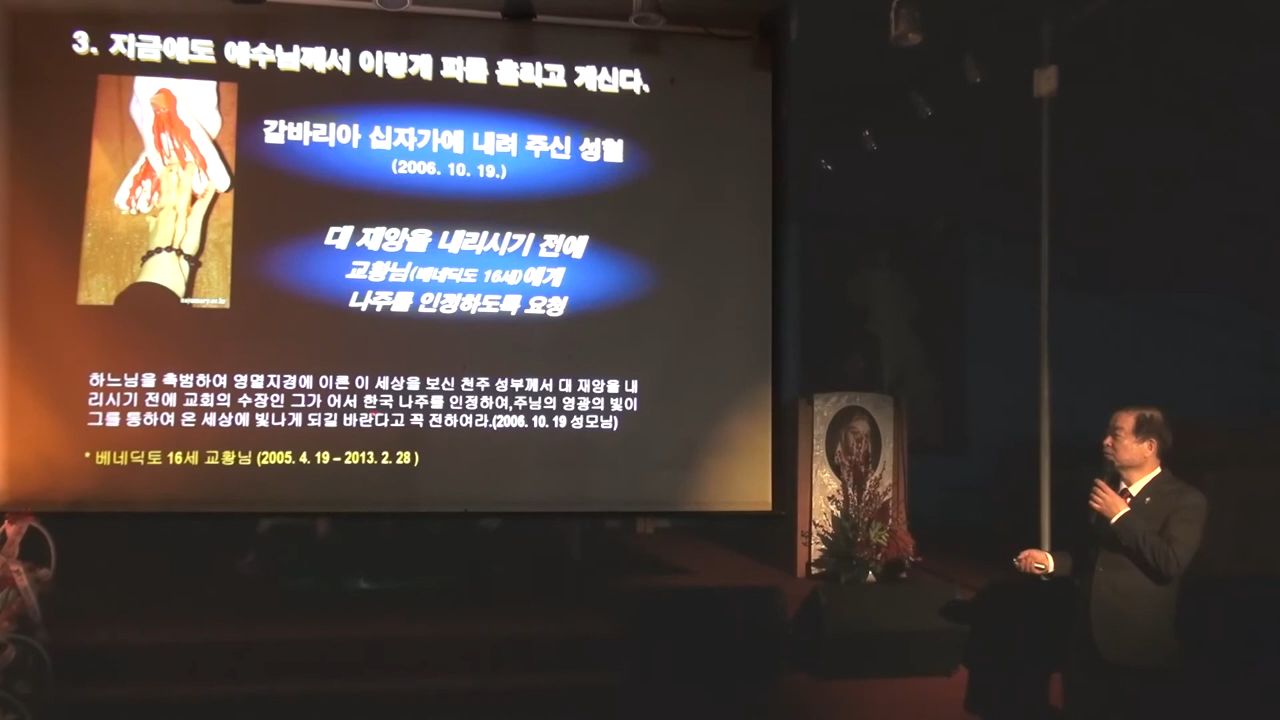 3. 지금에도 예수님께서 이렇게 피를 흘리고 계신다.
갈바리아 십자가에 내려 주신 성혈
(2006. 10. 19.)
대 재앙을 내리시기 전에
교황님(베네딕도 16세)에게
나주를 인정하도록 요청
하느님을 촉범하여 영멸지경에 이른 이 세상을 보신 천주 성부께서 대 재앙을 내
리시기 전에 교회의 수장인 그가 어서 한국 나주를 인정하여,주님의 영광의 빛이
그를 통하여 온 세상에 빛나게 되길 바란다고 꼭 전하여라.(2006. 10. 19 성모님)
* 베네딕토 16세 교황님 (2005. 4. 19 – 2013. 2. 28 )